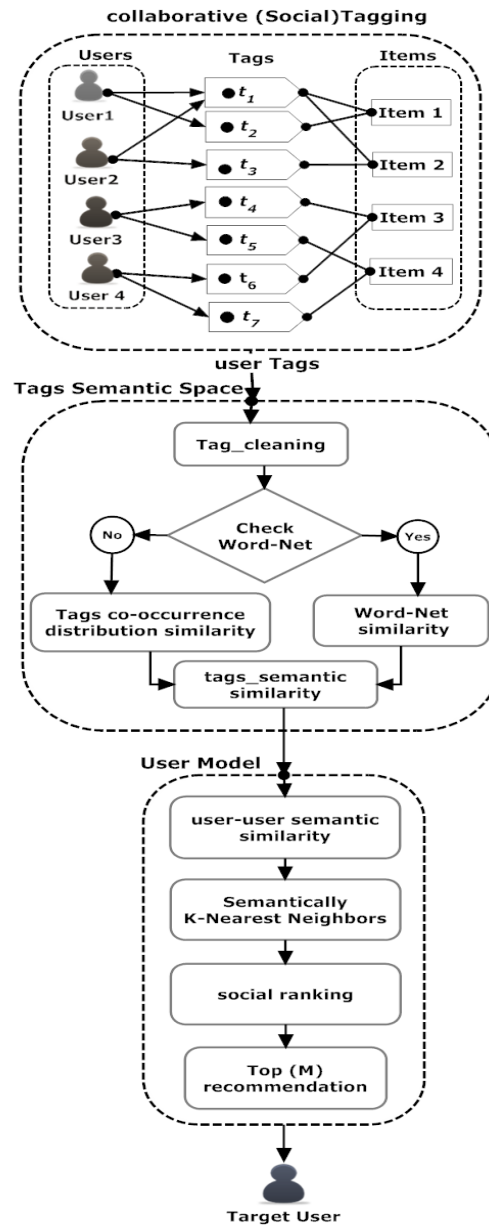 collaborative (Social)Tagging
Users
Tags
Items
User1
User2
User3
User 4
t1
t2
t3
t4
t5
t6
t7
Item 1
Item 2
Item 3
Item 4
user Tags
Tags Semantic Space
Tag_cleaning
Check
Word-Net
No
Yes
Tags co-occurrence
distribution similarity
Word-Net
similarity
tags_semantic
similarity
User Model
user-user semantic
similarity
Semantically
K-Nearest Neighbors
social ranking
Top (M)
recommendation
Target User